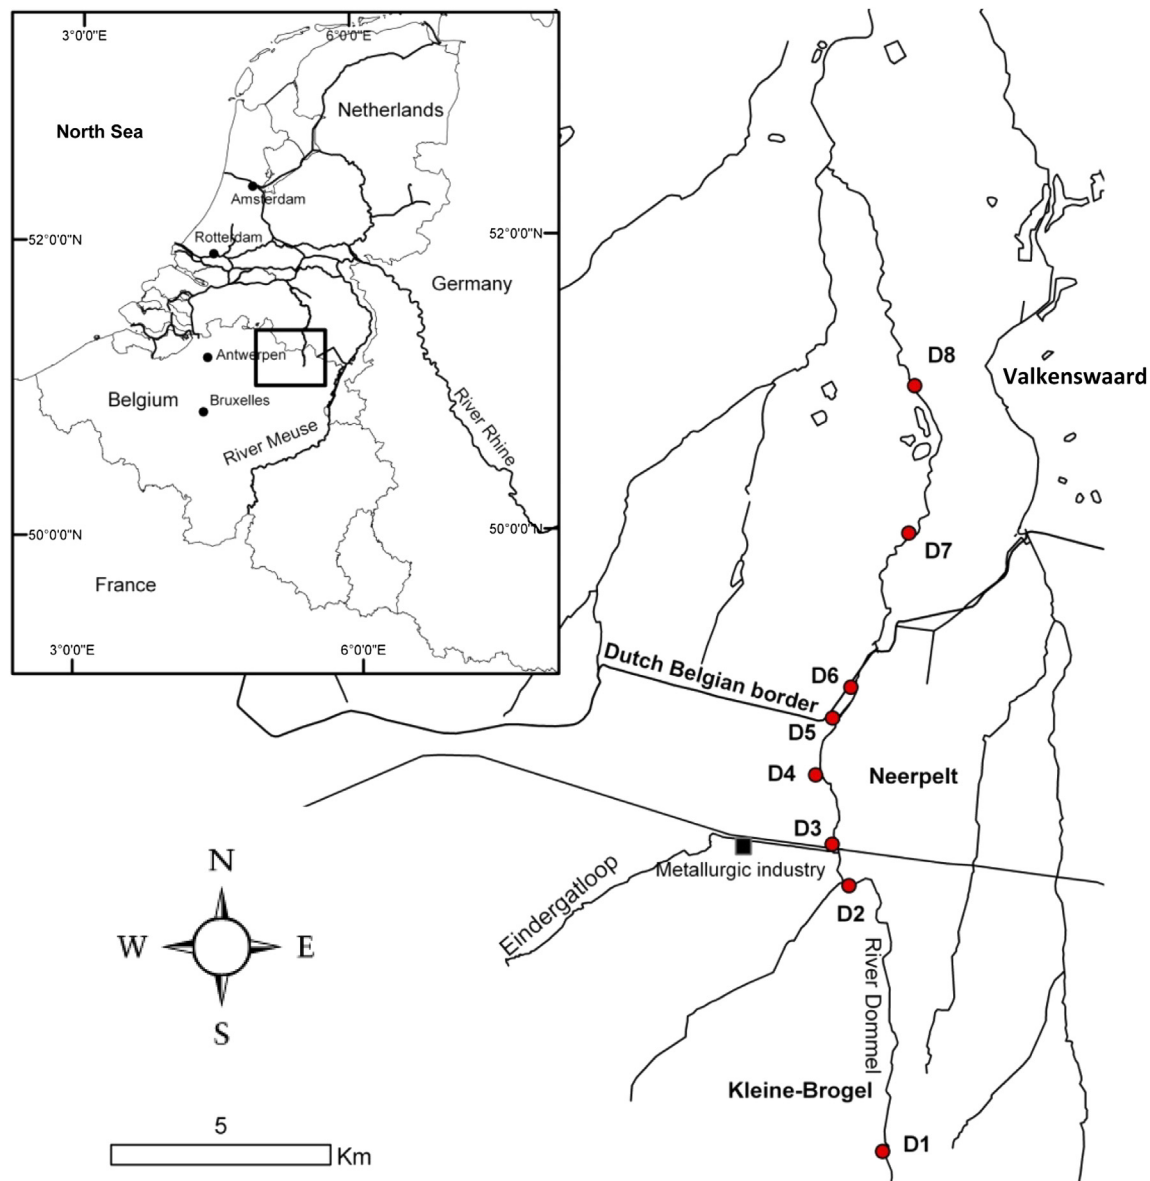 3°0'0"E
6°0'0"E
Netherlands
North Sea
Amsterdam
Rotterdam
52°0'0"N
52°0'0"N
Germany
Antwerpen
Belgium
Bruxelles
River Meuse
River Rhine
50°0'0"N
50°0'0"N
France
3°0'0"E
6°0'0"E
D8
Valkenswaard
D7
Dutch Belgian border
D6
D5
D4
Neerpelt
D3
Metallurgic industry
Eindergatloop
D2
River Dommel
Kleine-Brogel
D1
N
W
E
S
5
Km